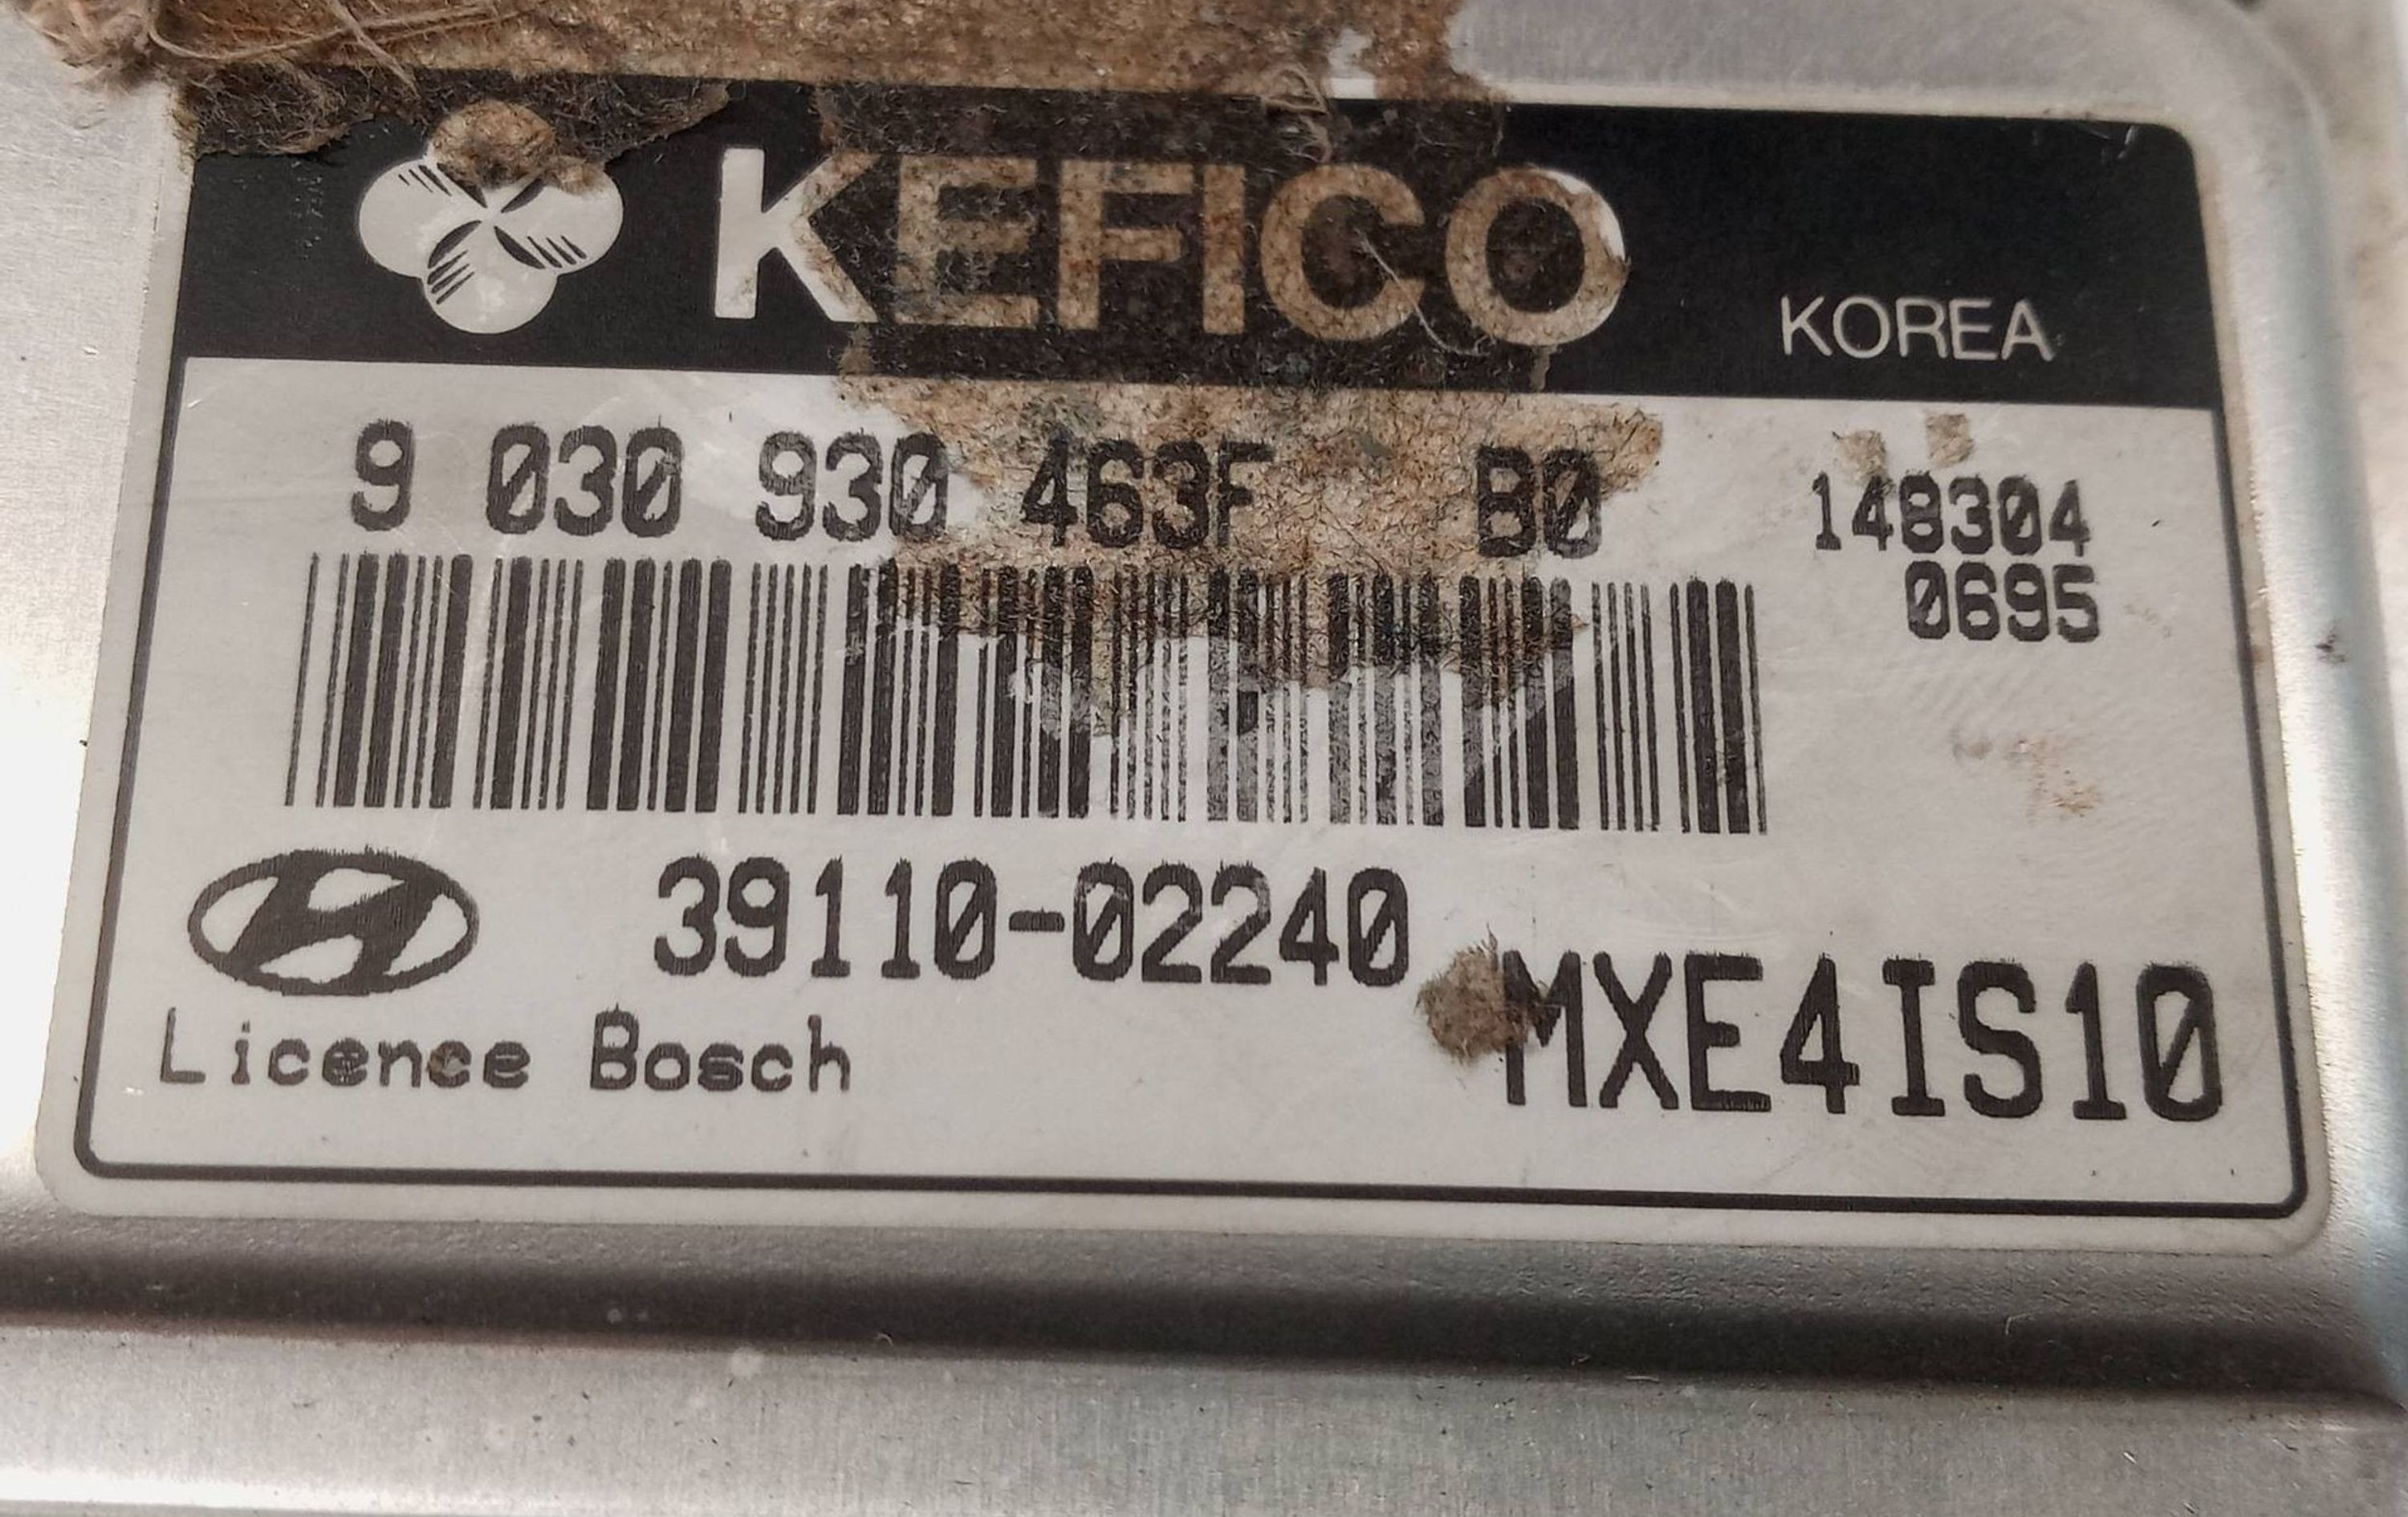 KEFICO
KOREA
9 030 930 463F B0 148304
0695
39110-02240
MXE4IS10
Licence Bosch